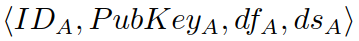 ⟨ID_A, PubKey_A, df_A, ds_A⟩